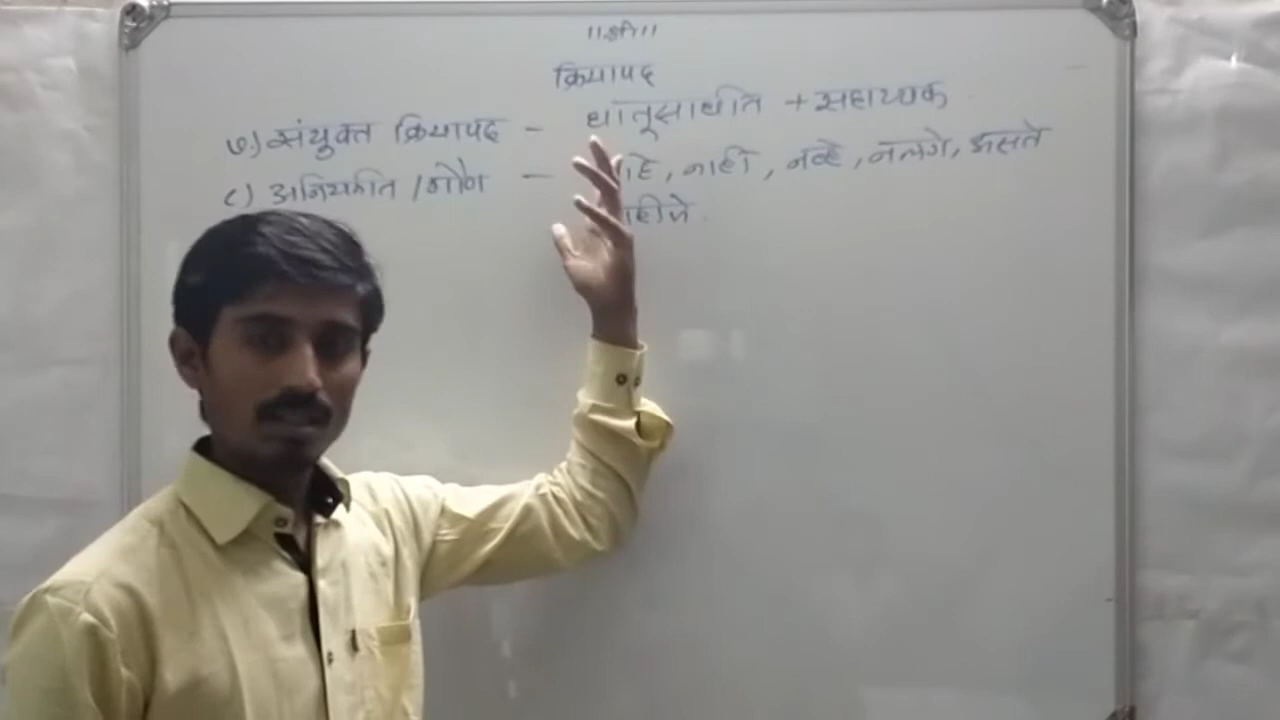 ॥श्री॥
क्रियापद
७) संयुक्त क्रियापद - धातूसाधीत + सहाय्यक
८) अनियमीत / गौण - नाही, नव्हे, नलगे, असते